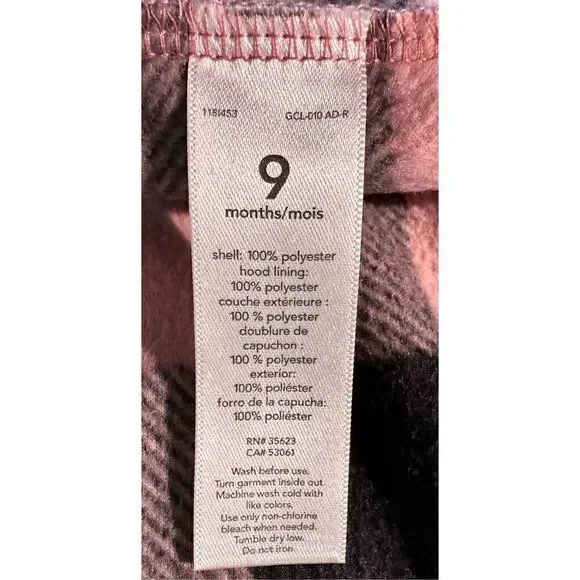 118I453 GCL-010 AD-R
9
months/mois
shell: 100% polyester
hood lining:
100% polyester
couche extérieure :
100 % polyester
doublure de
capuchon :
100 % polyester
exterior:
100% poliéster
forro de la capucha:
100% poliéster
RN# 35623
CA# 53061
Wash before use.
Turn garment inside out.
Machine wash cold with
like colors.
Use only non-chlorine
bleach when needed.
Tumble dry low.
Do not iron.